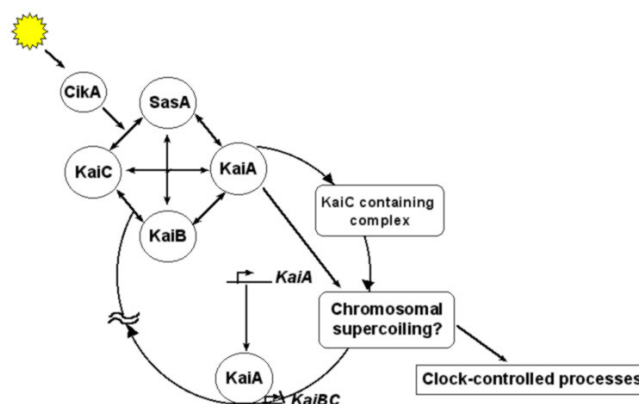 CikA
SasA
KaiC
KaiA
KaiB
KaiC containing
complex
KaiA
Chromosomal
supercoiling?
KaiA
KaiBC
Clock-controlled processes